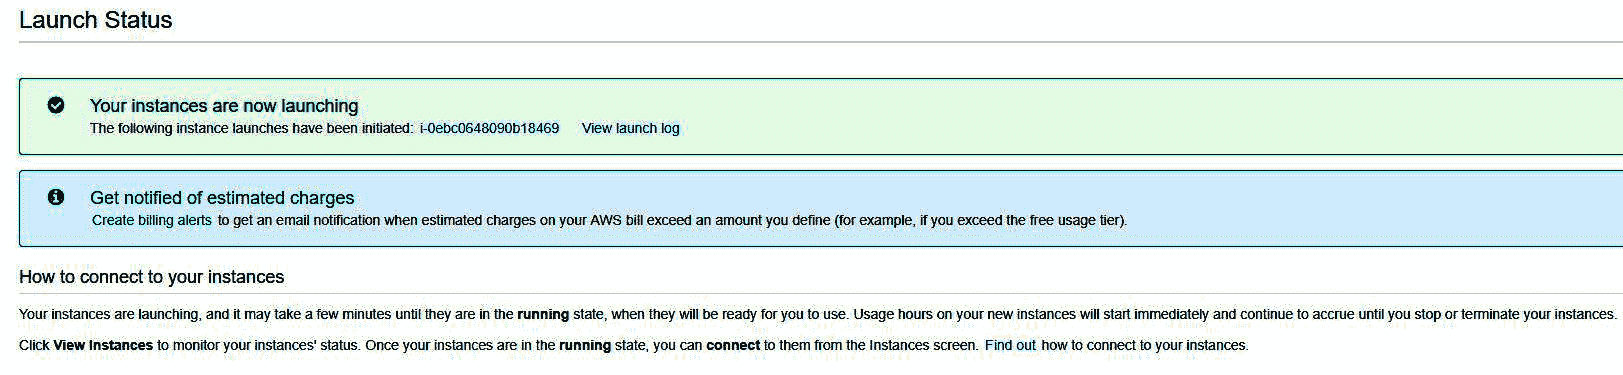 Launch Status
Your instances are now launching
The following instance launches have been initiated: i-0ebc0648090b18469 View launch log
Get notified of estimated charges
Create billing alerts to get an email notification when estimated charges on your AWS bill exceed an amount you define (for example, if you exceed the free usage tier).
How to connect to your instances
Your instances are launching, and it may take a few minutes until they are in the running state, when they will be ready for you to use. Usage hours on your new instances will start immediately and continue to accrue until you stop or terminate your instances.
Click View Instances to monitor your instances' status. Once your instances are in the running state, you can connect to them from the Instances screen. Find out how to connect to your instances.